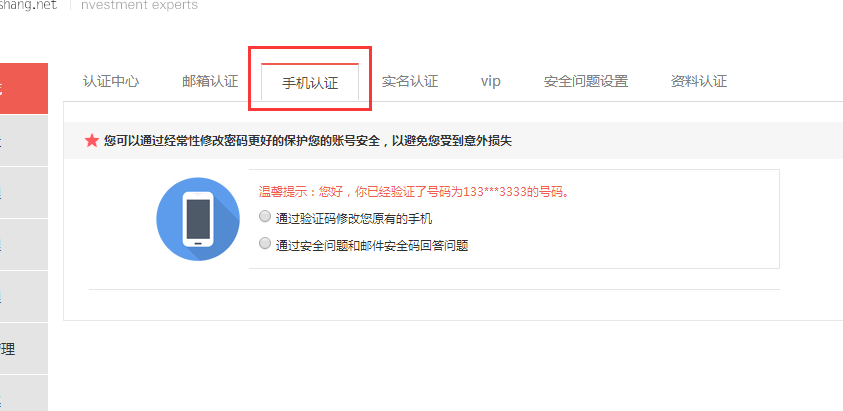 shang.net
nvestment experts
认证中心 邮箱认证 手机认证 实名认证 vip 安全问题设置 资料认证
您可以通过经常性修改密码更好的保护您的账号安全，以避免您受到意外损失
温馨提示：您好，你已经验证了号码为133***3333的号码。
通过验证码修改您原有的手机
通过安全问题和邮件安全码回答问题
理